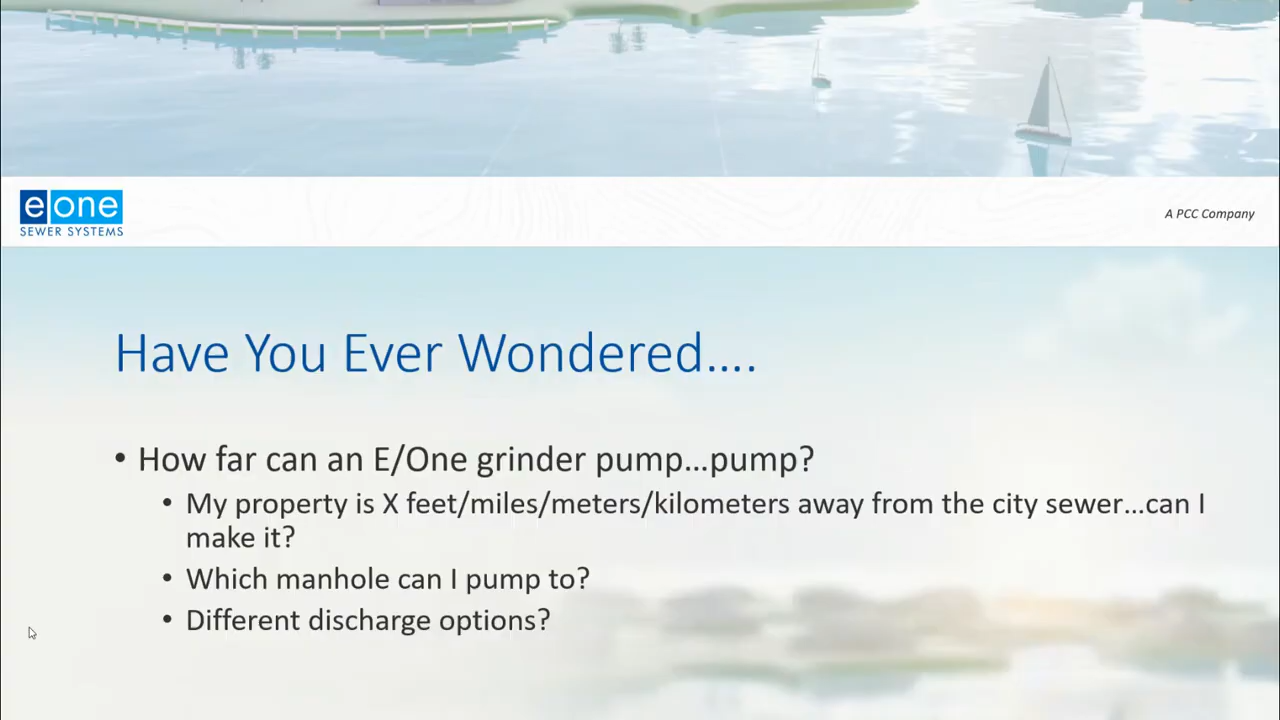 e one
SEWER SYSTEMS
A PCC Company
Have You Ever Wondered….
• How far can an E/One grinder pump…pump?
• My property is X feet/miles/meters/kilometers away from the city sewer…can I
make it?
• Which manhole can I pump to?
• Different discharge options?